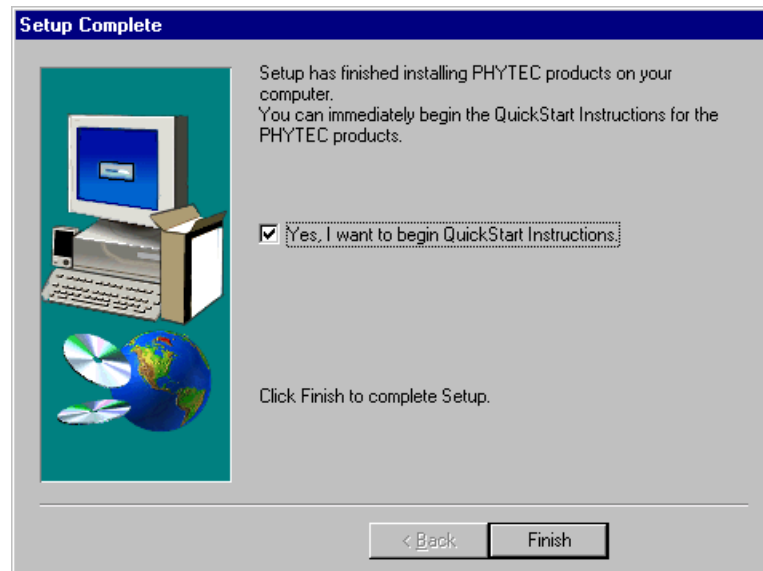 Setup Complete
Setup has finished installing PHYTEC products on your
computer.
You can immediately begin the QuickStart Instructions for the
PHYTEC products.
Yes, I want to begin QuickStart Instructions.
Click Finish to complete Setup.
< Back
Finish